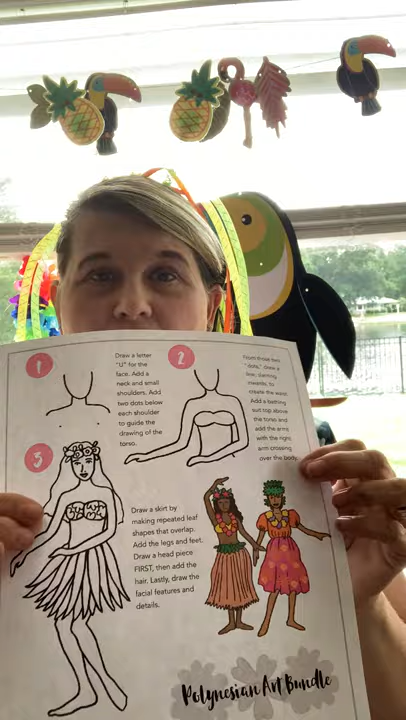 1
Draw a letter
"U" for the
face. Add a
neck and small
shoulders. Add
two dots below
each shoulder
to guide the
drawing of the
torso.
2
From those two
"dots," draw a
line, slanting
inwards, to
create the waist.
Add a bathing
suit top above
the torso and
add the arms
with the right
arm crossing
over the body.
3
Draw a skirt by
making repeated leaf
shapes that overlap.
Add the legs and feet.
Draw a head piece
FIRST, then add the
hair. Lastly, draw the
facial features and
details.
Polynesian Art Bundle